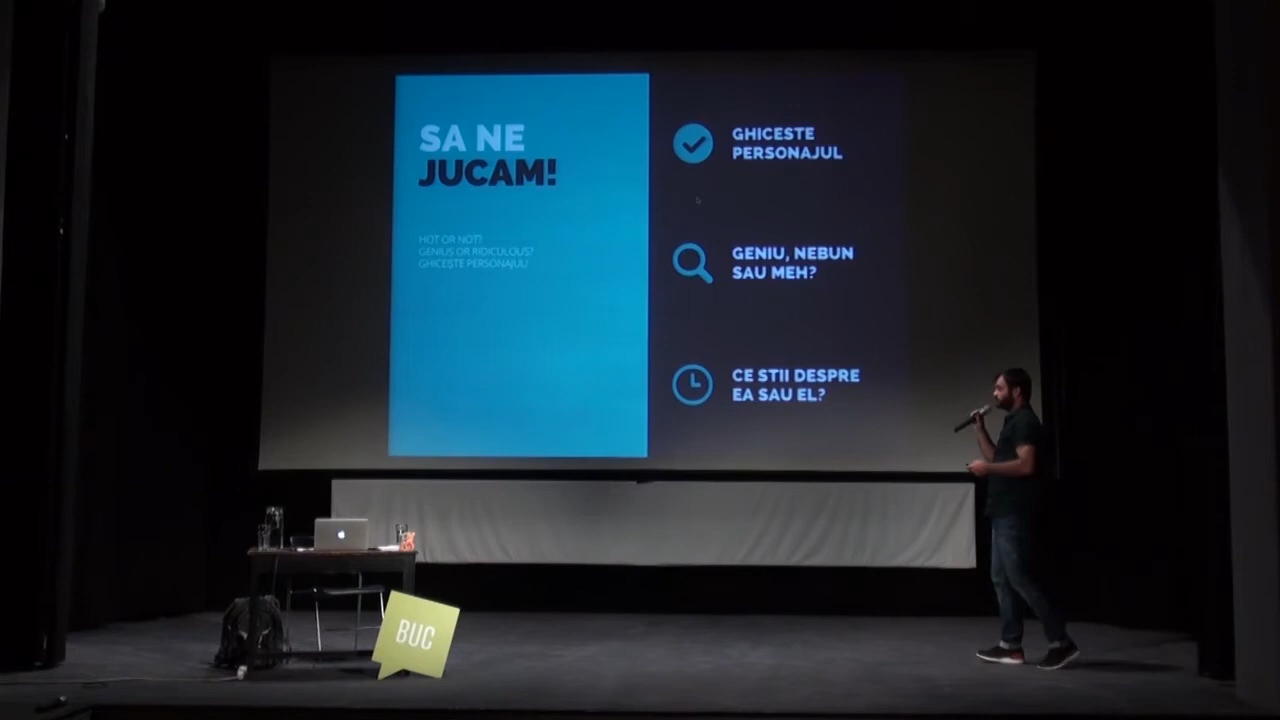 SA NE
JUCAM!
HOT OR NOT?
GENIUS OR RIDICULOUS?
GHICEȘTE PERSONAJUL!
GHICESTE
PERSONAJUL
GENIU, NEBUN
SAU MEH?
CE STII DESPRE
EA SAU EL?
BUC